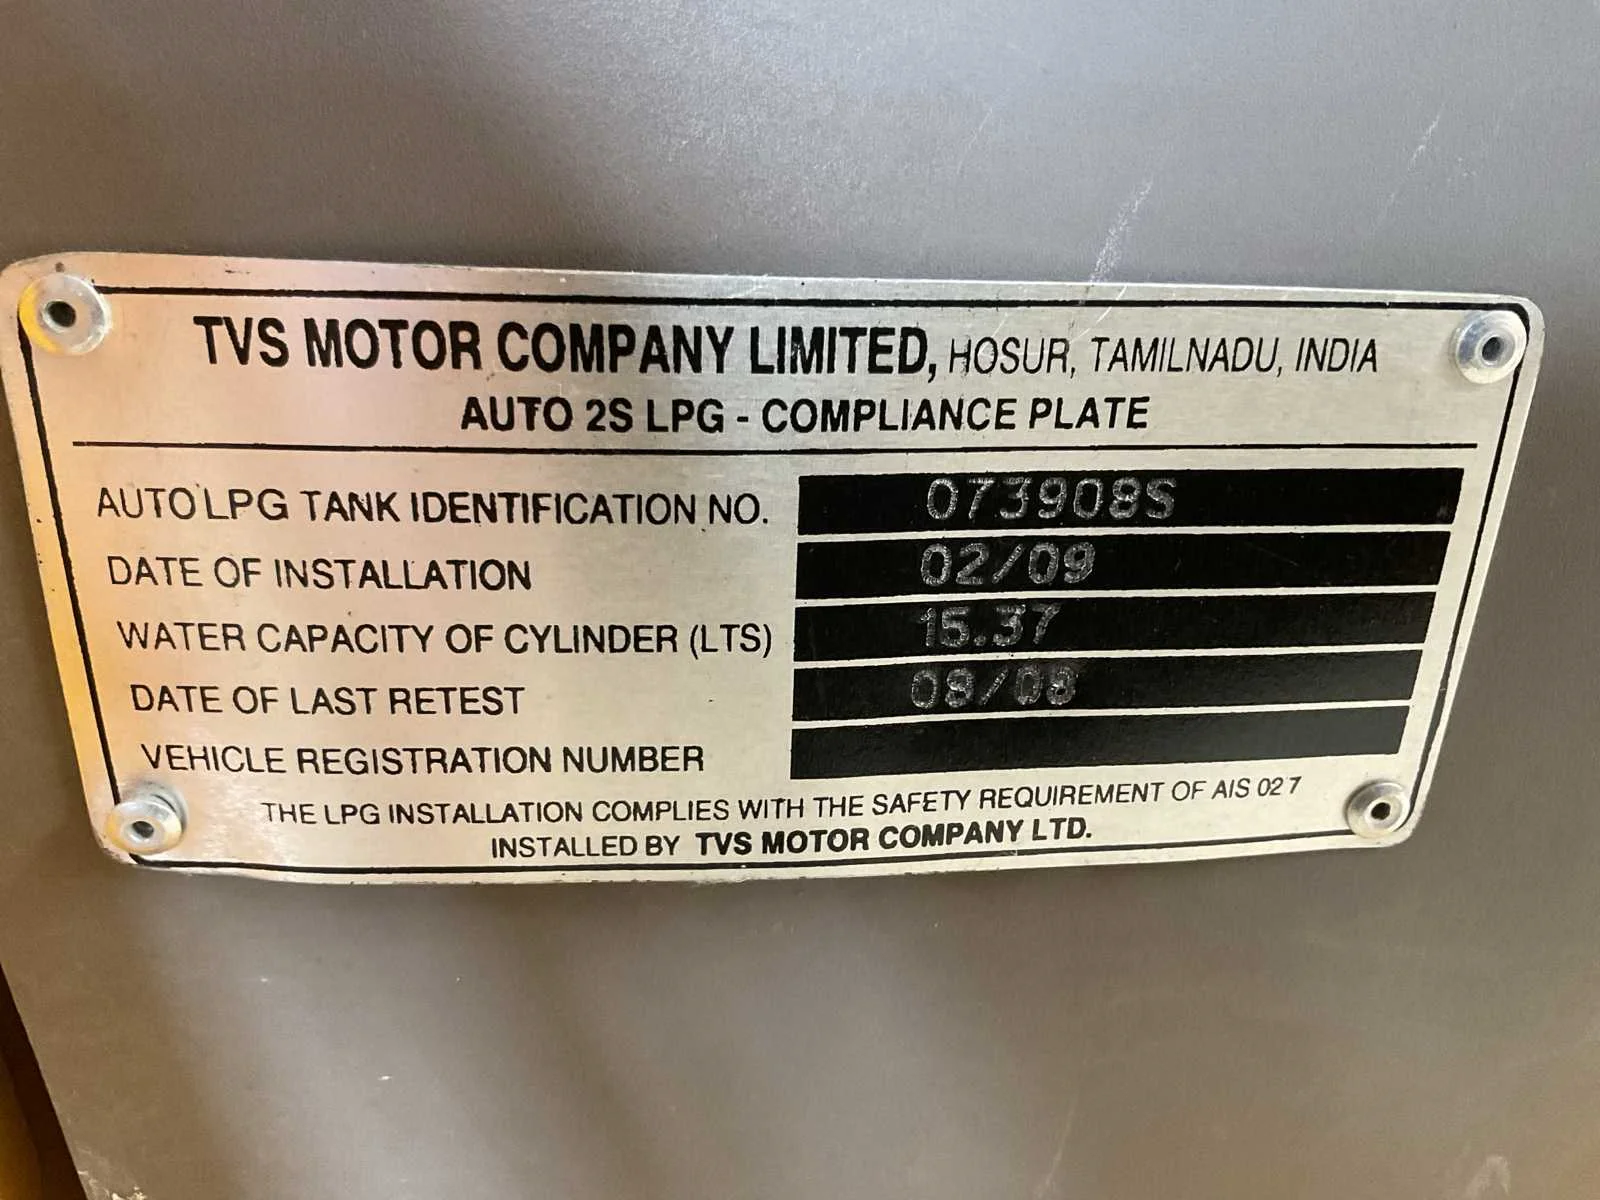 TVS MOTOR COMPANY LIMITED, HOSUR, TAMILNADU, INDIA
AUTO 2S LPG - COMPLIANCE PLATE
AUTO LPG TANK IDENTIFICATION NO. 073908S
DATE OF INSTALLATION 02/09
WATER CAPACITY OF CYLINDER (LTS) 15.37
DATE OF LAST RETEST 08/08
VEHICLE REGISTRATION NUMBER
THE LPG INSTALLATION COMPLIES WITH THE SAFETY REQUIREMENT OF AIS 027
INSTALLED BY TVS MOTOR COMPANY LTD.